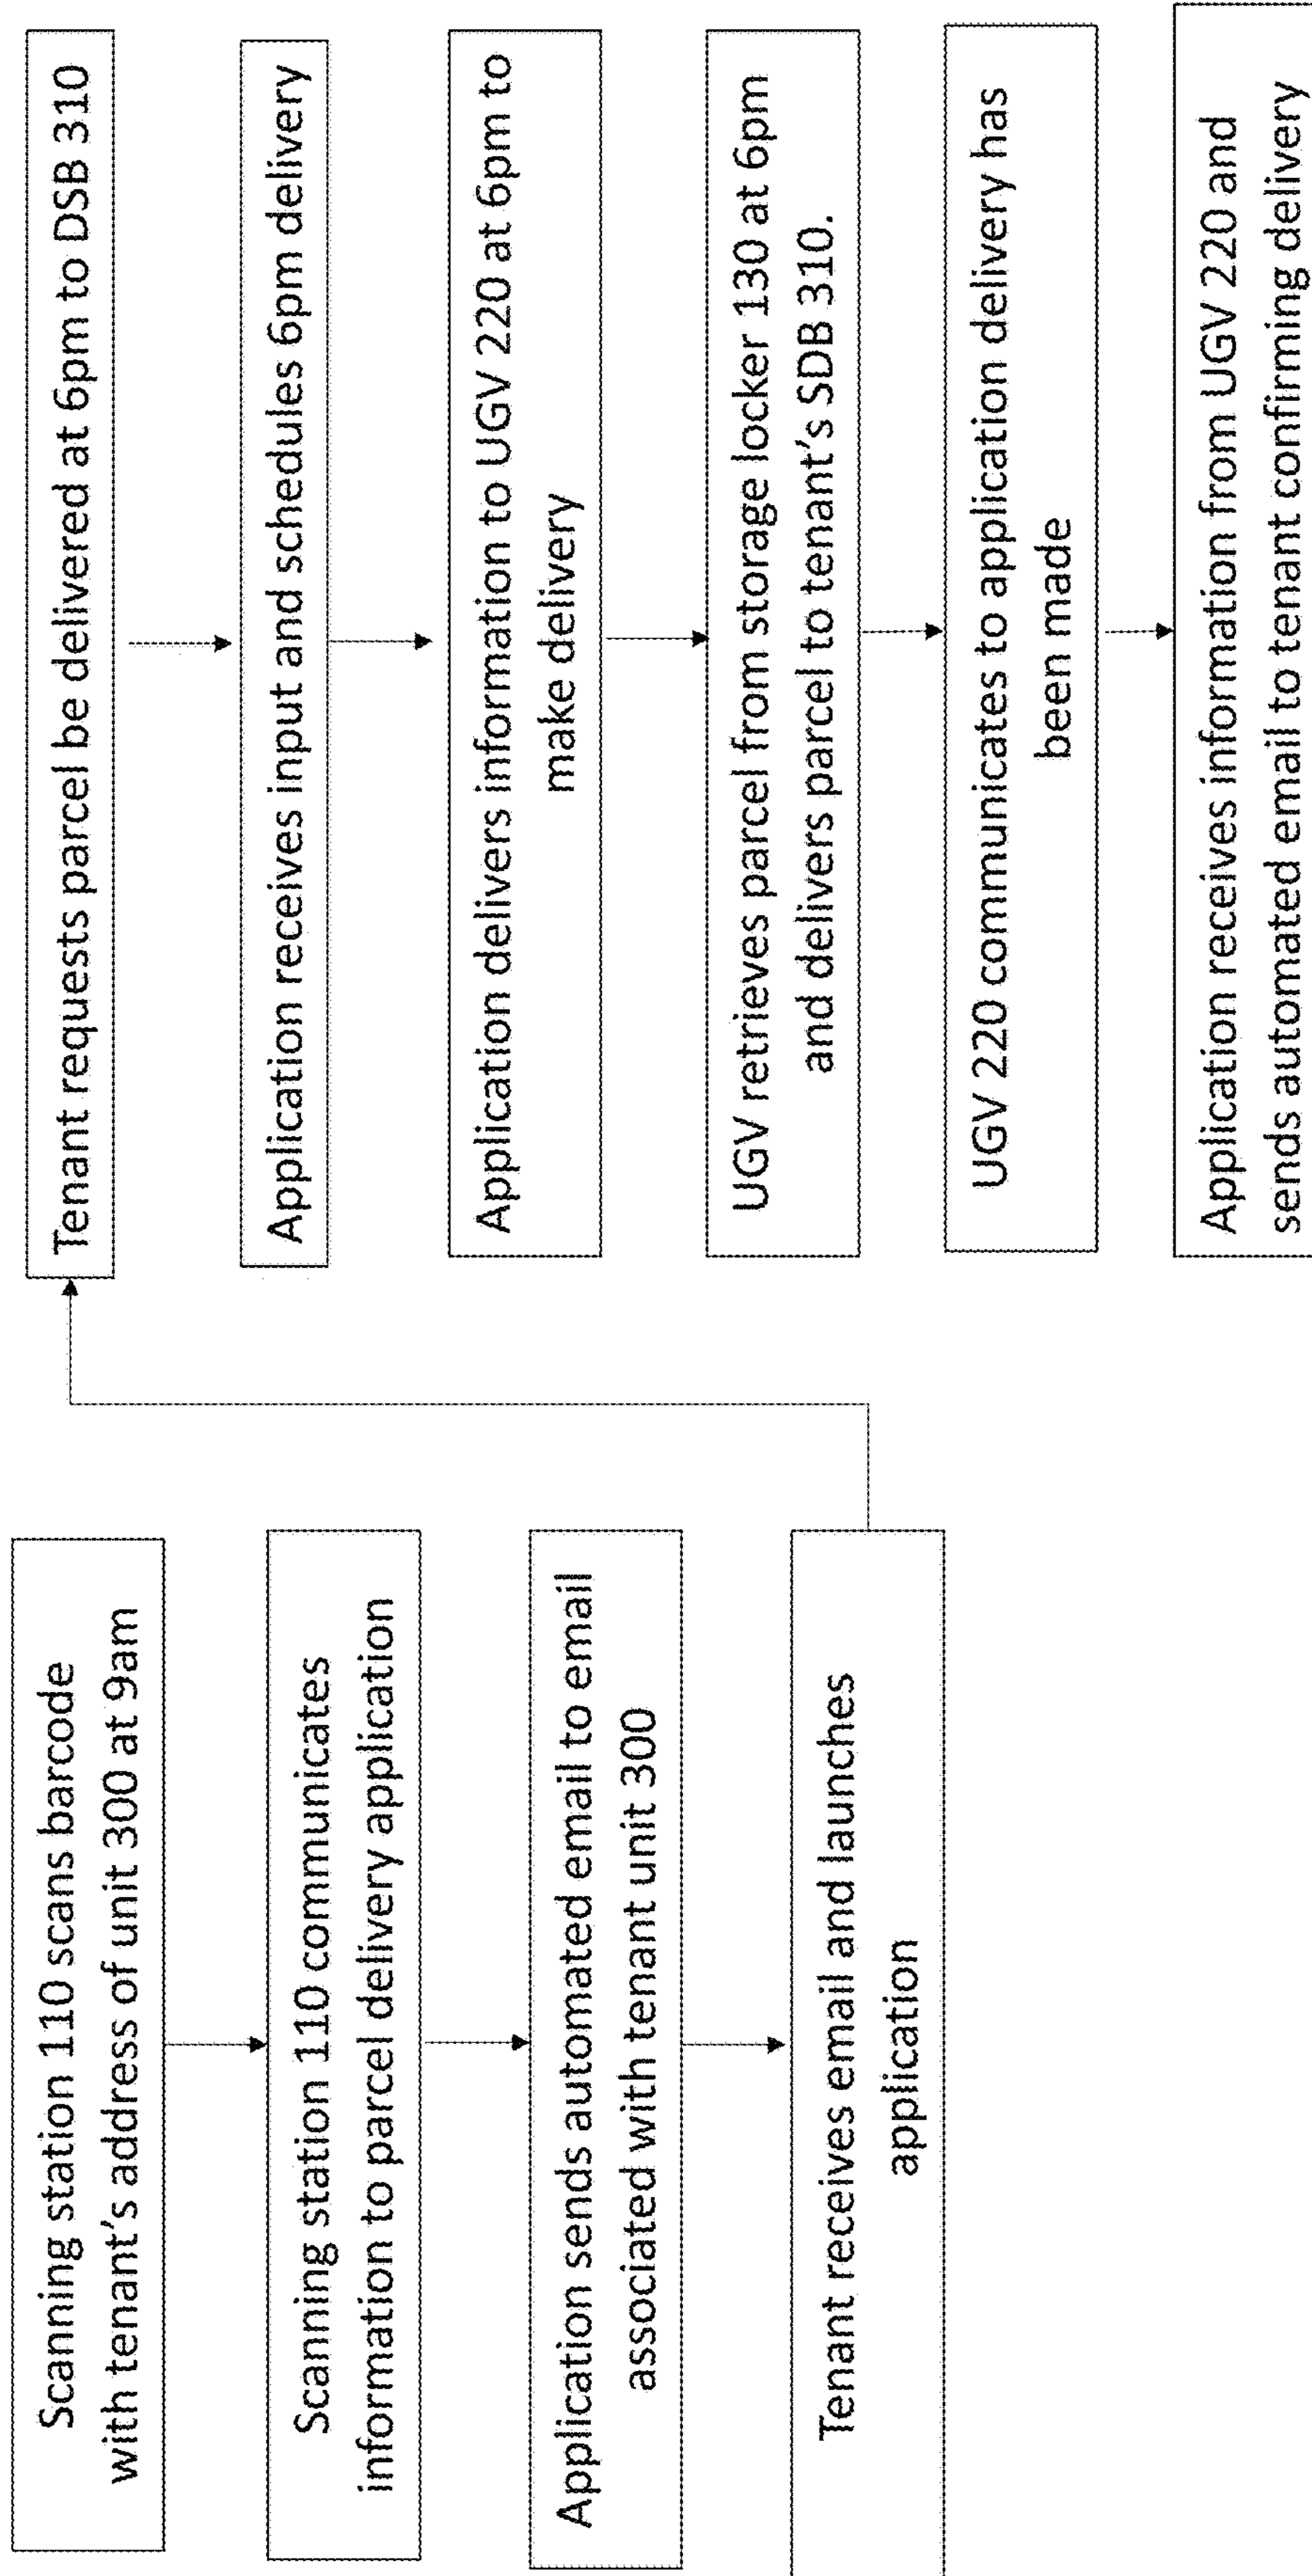 Scanning station 110 scans barcode
with tenant's address of unit 300 at 9am
Scanning station 110 communicates
information to parcel delivery application
Application sends automated email to email
associated with tenant unit 300
Tenant receives email and launches
application
Tenant requests parcel be delivered at 6pm to DSB 310
Application receives input and schedules 6pm delivery
Application delivers information to UGV 220 at 6pm to
make delivery
UGV retrieves parcel from storage locker 130 at 6pm
and delivers parcel to tenant's SDB 310.
UGV 220 communicates to application delivery has
been made
Application receives information from UGV 220 and
sends automated email to tenant confirming delivery